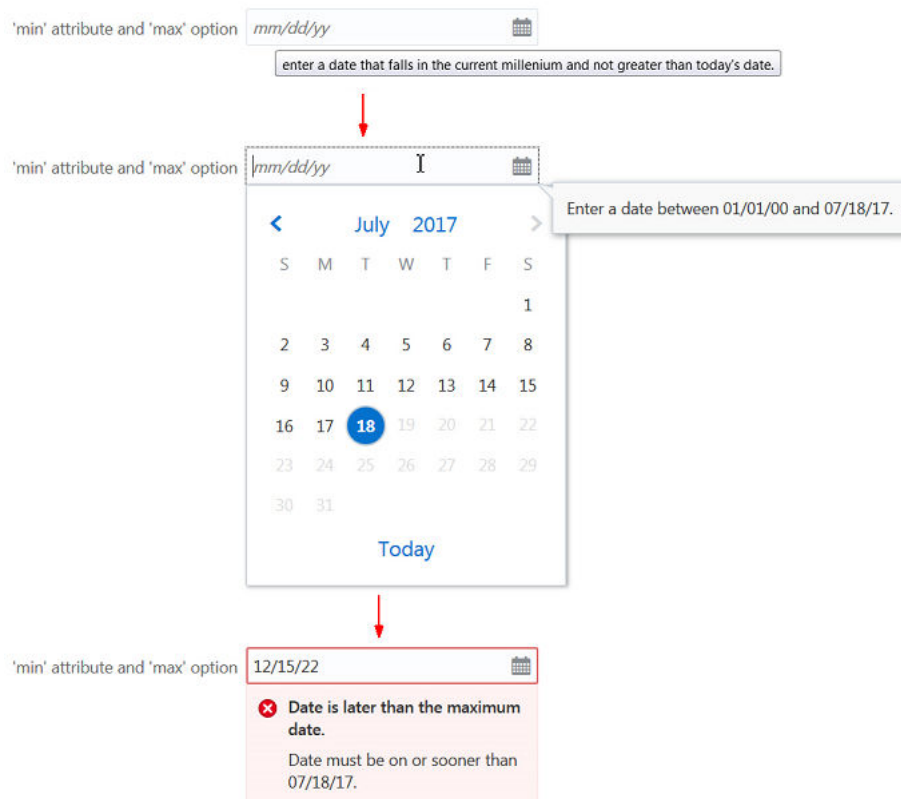 'min' attribute and 'max' option mm/dd/yy
enter a date that falls in the current millenium and not greater than today's date.
'min' attribute and 'max' option mm/dd/yy
Enter a date between 01/01/00 and 07/18/17.
July 2017
S M T W T F S
1
2 3 4 5 6 7 8
9 10 11 12 13 14 15
16 17 18 19 20 21 22
23 24 25 26 27 28 29
30 31
Today
'min' attribute and 'max' option 12/15/22
Date is later than the maximum
date.
Date must be on or sooner than
07/18/17.